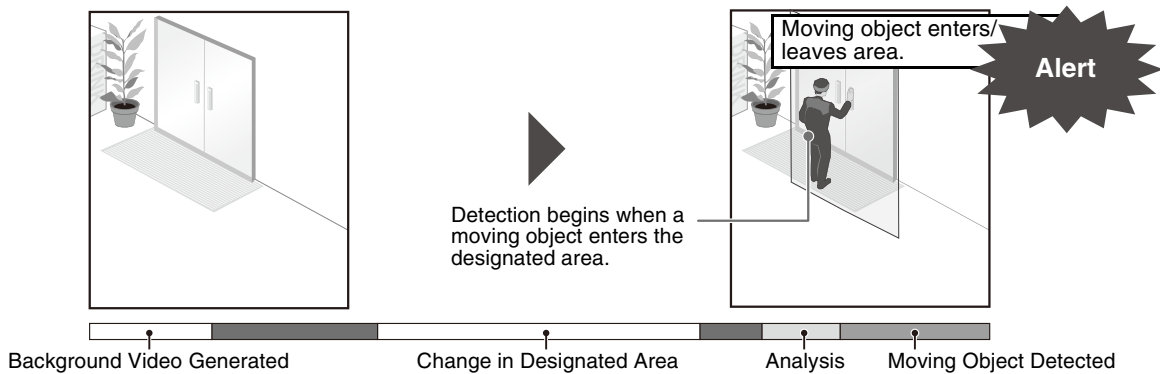 Moving object enters/
leaves area.
Alert
Detection begins when a
moving object enters the
designated area.
Background Video Generated
Change in Designated Area
Analysis
Moving Object Detected